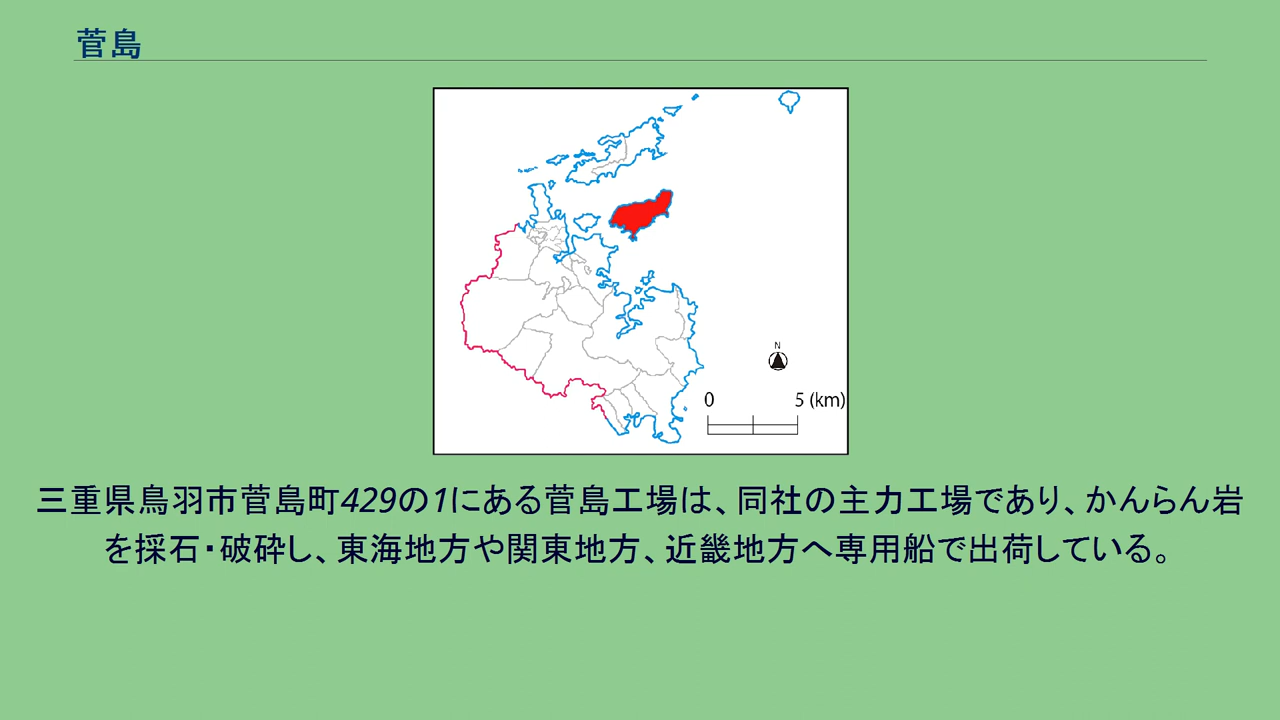 菅島
N
0 5 (km)
三重県鳥羽市菅島町429の1にある菅島工場は、同社の主力工場であり、かんらん岩
を採石・破砕し、東海地方や関東地方、近畿地方へ専用船で出荷している。